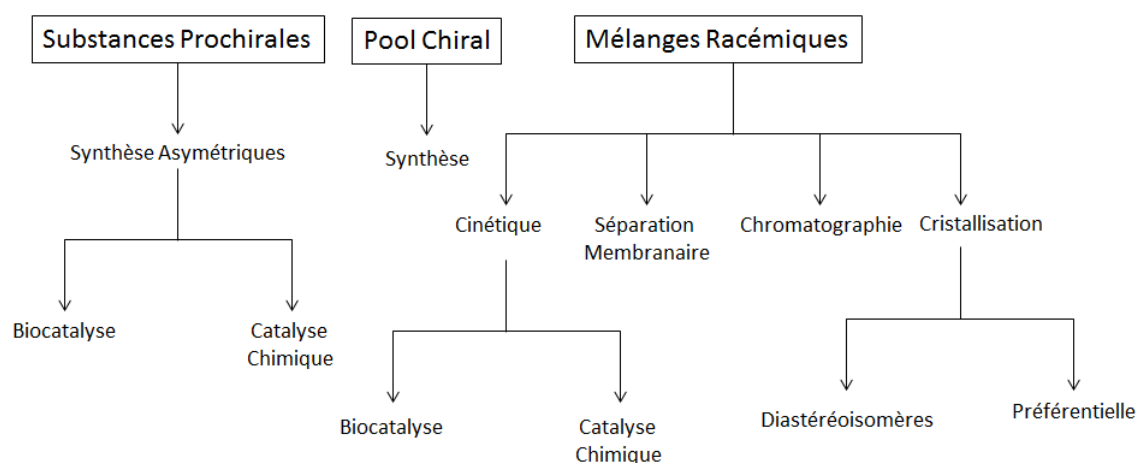 Substances Prochirales
Pool Chiral
Mélanges Racémiques
Synthèse Asymétriques
Synthèse
Cinétique
Séparation
Membranaire
Chromatographie
Cristallisation
Biocatalyse
Catalyse
Chimique
Biocatalyse
Catalyse
Chimique
Diastéréoisomères
Préférentielle